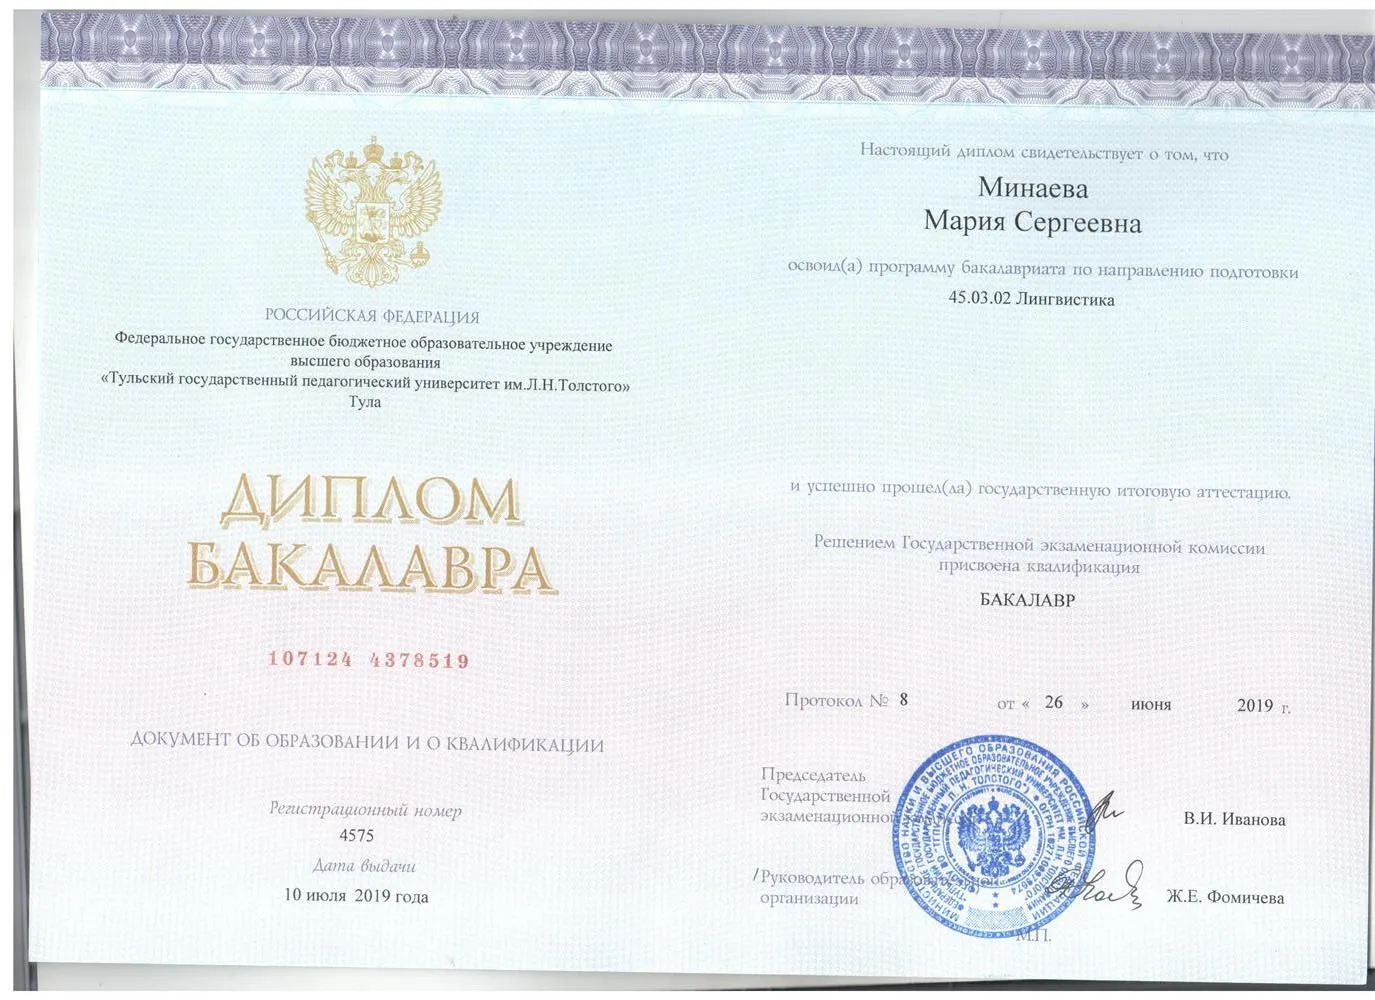 РОССИЙСКАЯ ФЕДЕРАЦИЯ
Федеральное государственное бюджетное образовательное учреждение
высшего образования
«Тульский государственный педагогический университет им.Л.Н.Толстого»
Тула
ДИПЛОМ
БАКАЛАВРА
107124 4378519
ДОКУМЕНТ ОБ ОБРАЗОВАНИИ И О КВАЛИФИКАЦИИ
Регистрационный номер
4575
Дата выдачи
10 июля 2019 года
Настоящий диплом свидетельствует о том, что
Минаева
Мария Сергеевна
освоил(а) программу бакалавриата по направлению подготовки
45.03.02 Лингвистика
и успешно прошел(ла) государственную итоговую аттестацию.
Решением Государственной экзаменационной комиссии
присвоена квалификация
БАКАЛАВР
Протокол № 8 от « 26 » июня 2019 г.
Председатель
Государственной
экзаменационной
В.И. Иванова
/Руководитель образовательной
организации
Ж.Е. Фомичева
М.П.